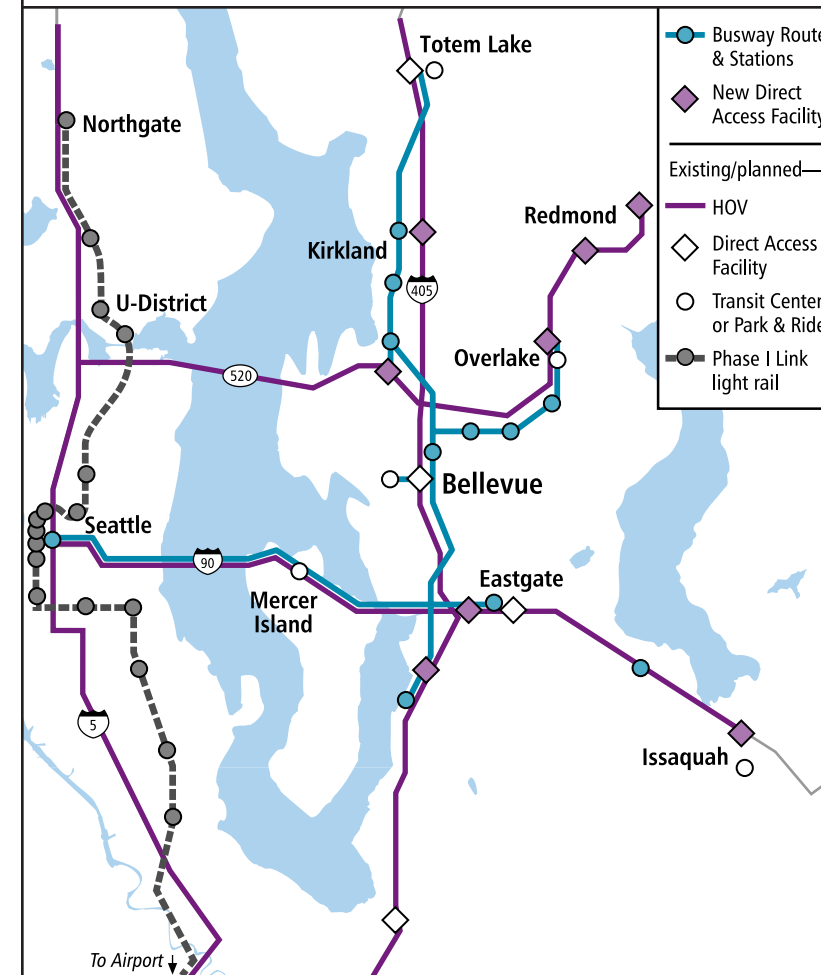 Totem Lake
Northgate
Redmond
Kirkland
405
U-District
Overlake
520
Bellevue
Seattle
90
Eastgate
Mercer
Island
5
Issaquah
To Airport
Busway Route
& Stations
New Direct
Access Facility
Existing/planned—
HOV
Direct Access
Facility
Transit Center
or Park & Ride
Phase I Link
light rail